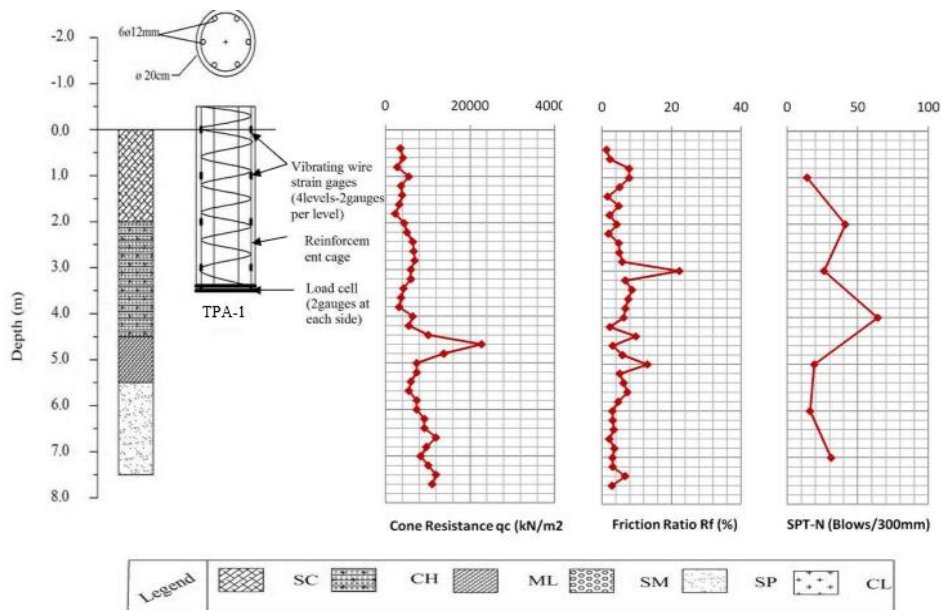 -2.0
-1.0
0.0
1.0
2.0
3.0
4.0
5.0
6.0
7.0
8.0
Depth (m)
6ø12mm
ø 20cm
Vibrating wire
strain gages
(4levels-2gauges
per level)
Reinforcem
ent cage
Load cell
(2gauges at
each side)
TPA-1
0 20000 4000
Cone Resistance qc (kN/m2
0 20 40
Friction Ratio Rf (%)
0 50 100
SPT-N (Blows/300mm)
Legend SC CH ML SM SP CL